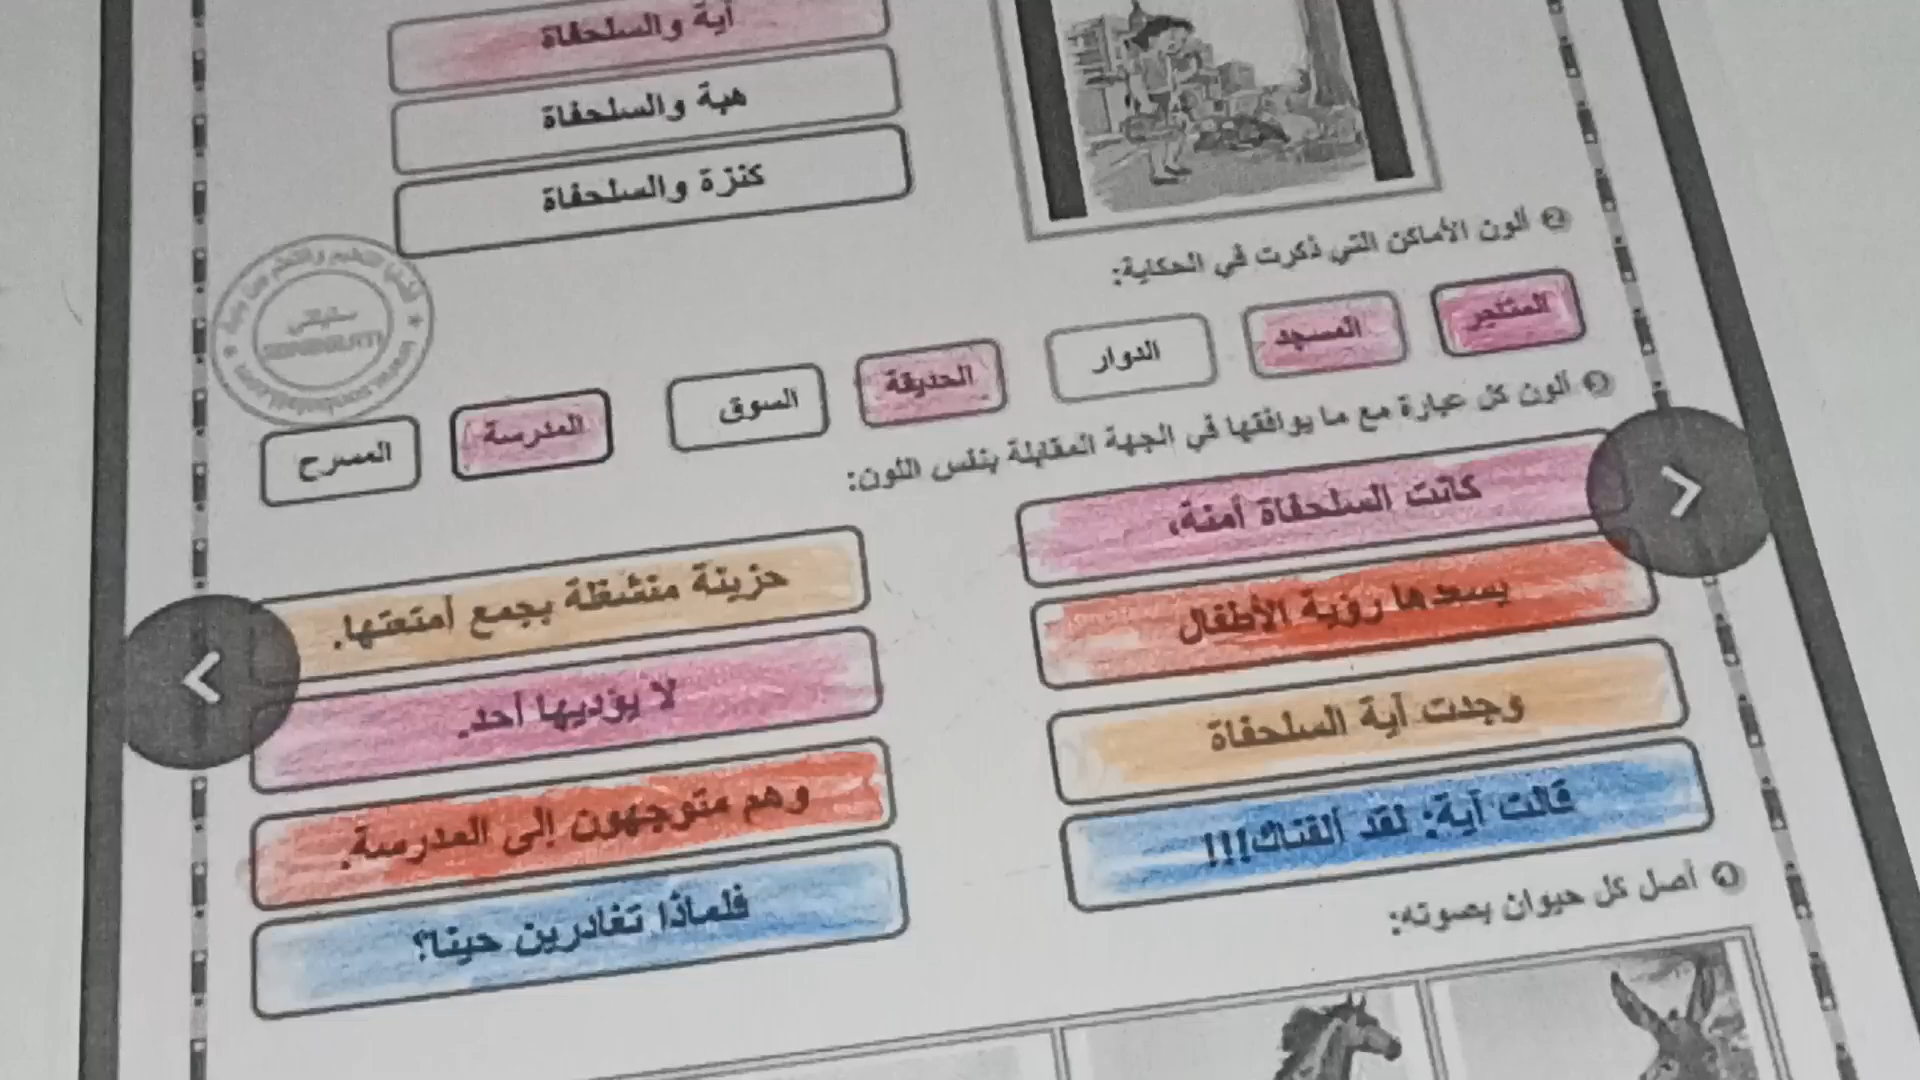 آية والسلحفاة
هبة والسلحفاة
كنزة والسلحفاة
ألون الأماكن التي ذكرت في الحكاية:
المتلجر المسجد الدوار الحديقة السوق المدرسة المسرح
ألون كل عبارة مع ما يوافقها في الجهة المقابلة بنفس اللون:
كانت السلحفاة آمنة،
حزينة منشغلة بجمع أمتعتها.
يسعدها رؤية الأطفال
لا يؤذيها أحد.
وجدت آية السلحفاة
وهم متوجهون إلى المدرسة.
قالت آية: لقد ألفناك!!!
فلماذا تغادرين حينا؟
أصل كل حيوان بصوته: